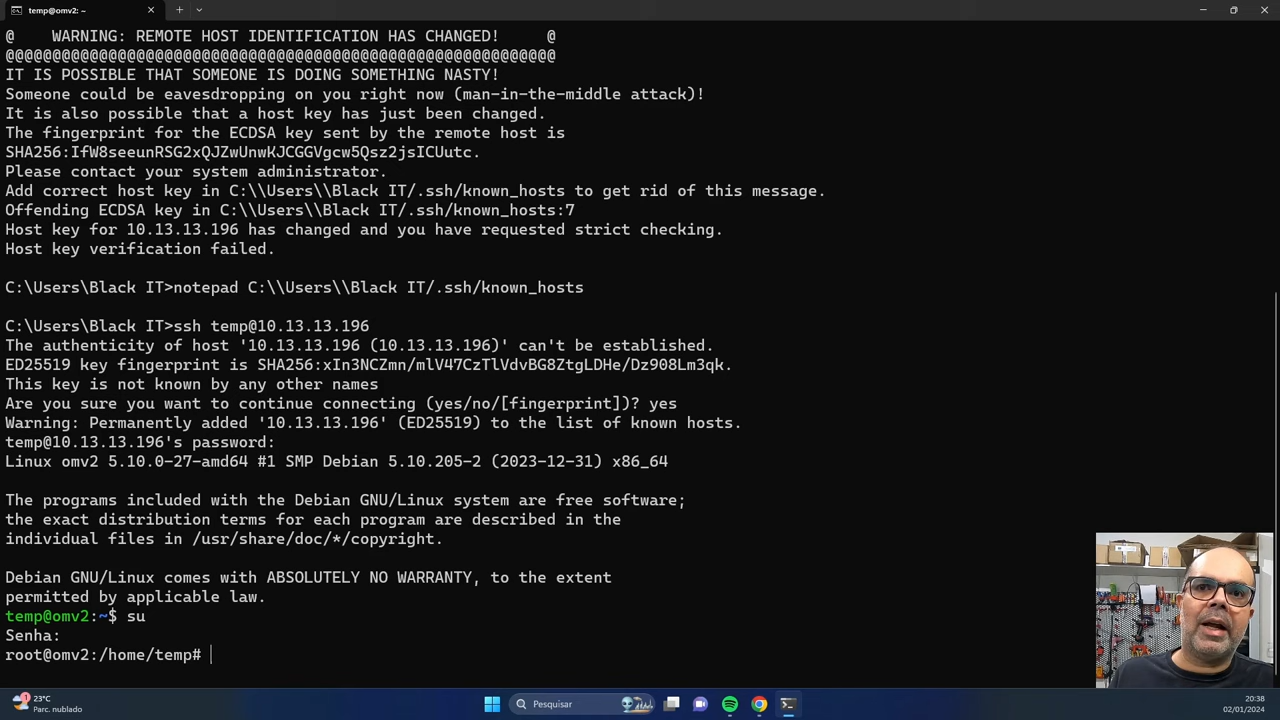 temp@omv2: ~
@    WARNING: REMOTE HOST IDENTIFICATION HAS CHANGED!     @
@@@@@@@@@@@@@@@@@@@@@@@@@@@@@@@@@@@@@@@@@@@@@@@@@@@@@@@@@@@
IT IS POSSIBLE THAT SOMEONE IS DOING SOMETHING NASTY!
Someone could be eavesdropping on you right now (man-in-the-middle attack)!
It is also possible that a host key has just been changed.
The fingerprint for the ECDSA key sent by the remote host is
SHA256:IfW8seeunRSG2xQJZwUnwKJCGGVgcw5Qsz2jsICUutc.
Please contact your system administrator.
Add correct host key in C:\\Users\\Black IT/.ssh/known_hosts to get rid of this message.
Offending ECDSA key in C:\\Users\\Black IT/.ssh/known_hosts:7
Host key for 10.13.13.196 has changed and you have requested strict checking.
Host key verification failed.
C:\Users\Black IT>notepad C:\\Users\\Black IT/.ssh/known_hosts
C:\Users\Black IT>ssh temp@10.13.13.196
The authenticity of host '10.13.13.196 (10.13.13.196)' can't be established.
ED25519 key fingerprint is SHA256:xIn3NCZmn/mlV47CzTlVdvBG8ZtgLDHe/Dz908Lm3qk.
This key is not known by any other names
Are you sure you want to continue connecting (yes/no/[fingerprint])? yes
Warning: Permanently added '10.13.13.196' (ED25519) to the list of known hosts.
temp@10.13.13.196's password:
Linux omv2 5.10.0-27-amd64 #1 SMP Debian 5.10.205-2 (2023-12-31) x86_64
The programs included with the Debian GNU/Linux system are free software;
the exact distribution terms for each program are described in the
individual files in /usr/share/doc/*/copyright.
Debian GNU/Linux comes with ABSOLUTELY NO WARRANTY, to the extent
permitted by applicable law.
temp@omv2:~$ su
Senha:
root@omv2:/home/temp#
1
23°C
Parc. nublado
Pesquisar
20:38
02/01/2024